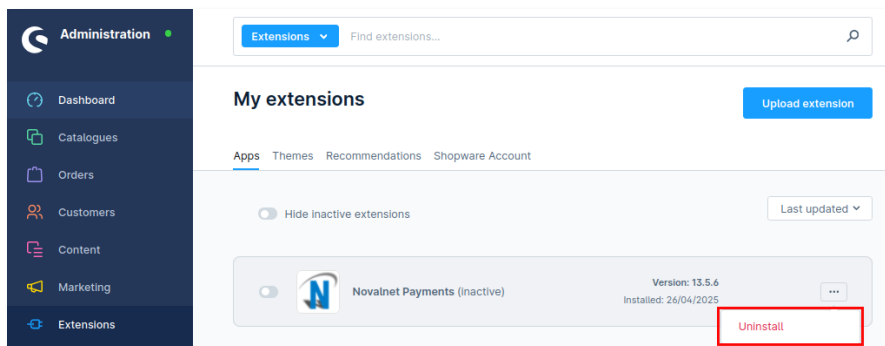 Administration
Extensions
Find extensions...
Dashboard
Catalogues
Orders
Customers
Content
Marketing
Extensions
My extensions
Upload extension
Apps Themes Recommendations Shopware Account
Hide inactive extensions
Last updated
Novalnet Payments (inactive)
Version: 13.5.6
Installed: 26/04/2025
...
Uninstall